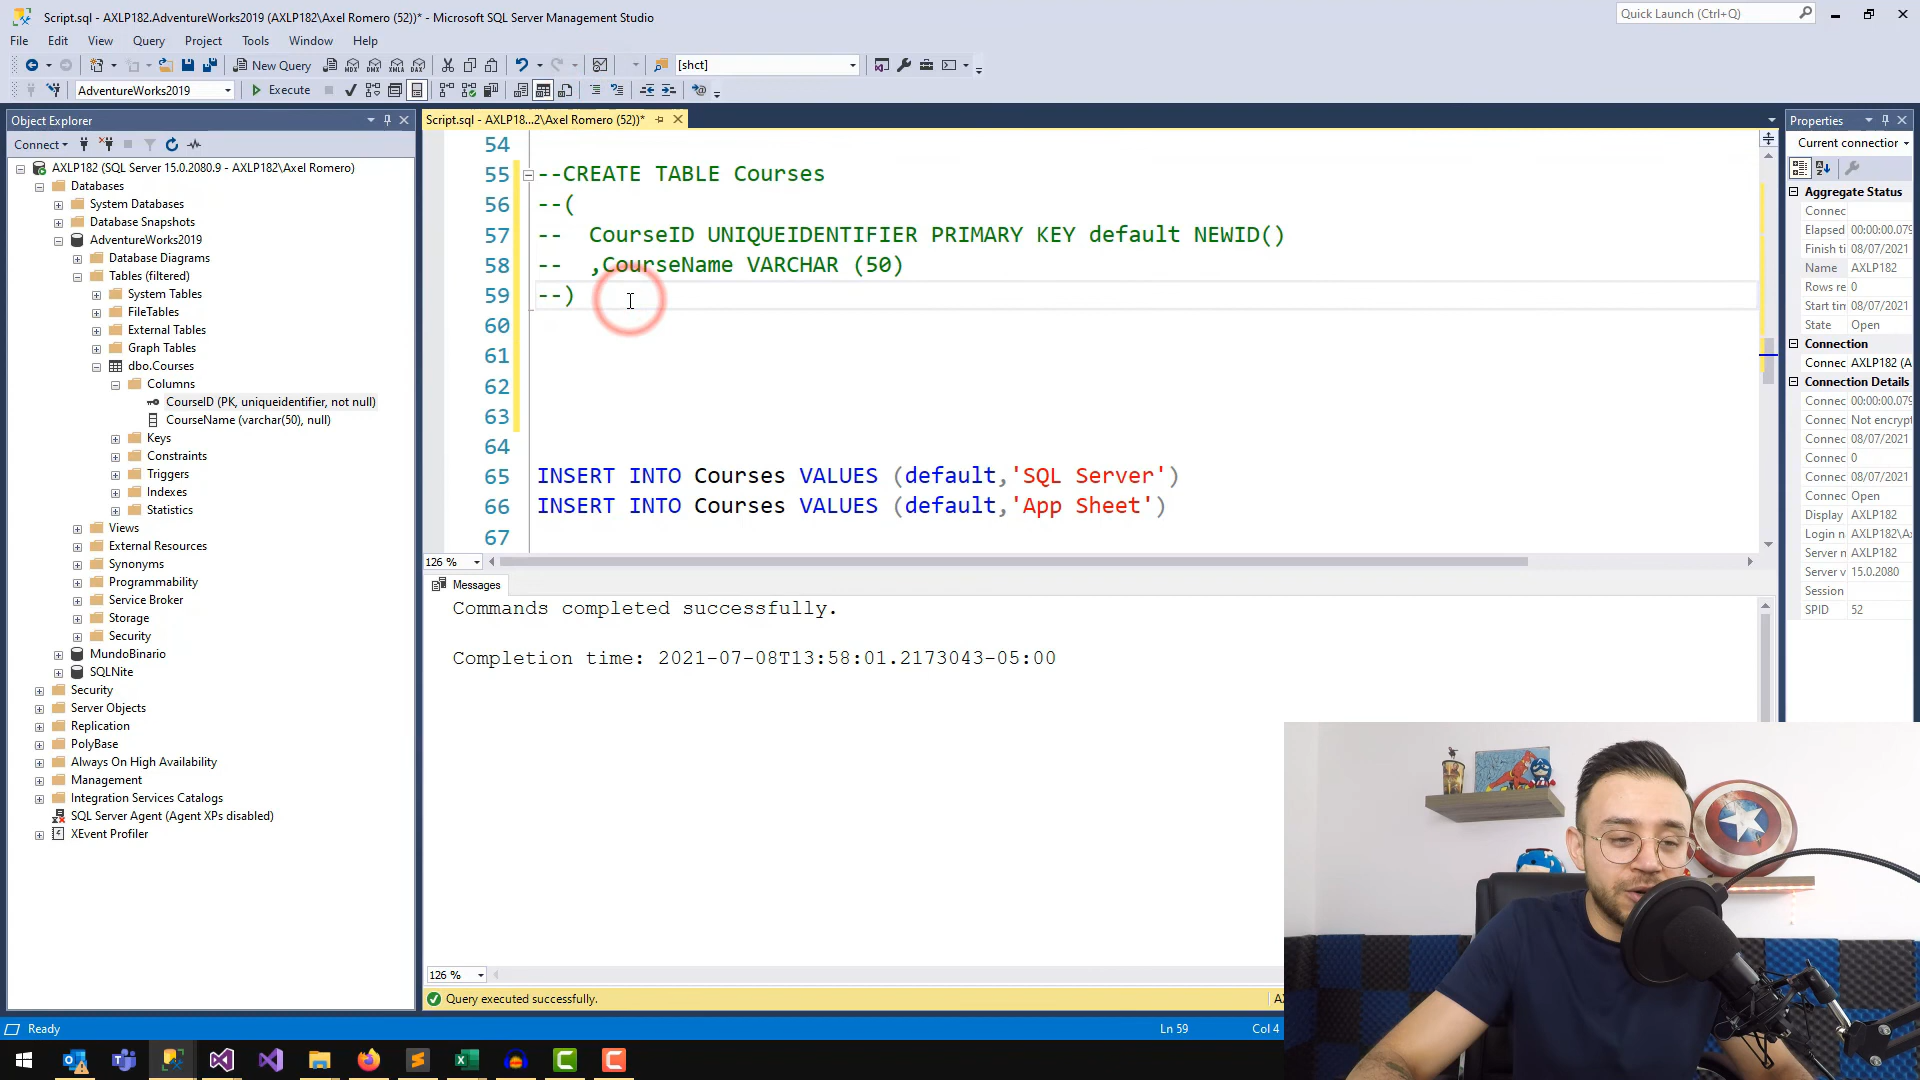 Script.sql - AXLP182.AdventureWorks2019 (AXLP182\Axel Romero (52))* - Microsoft SQL Server Management Studio
Quick Launch (Ctrl+Q)
File Edit View Query Project Tools Window Help
New Query
[shct]
AdventureWorks2019
Execute
Object Explorer
Connect
AXLP182 (SQL Server 15.0.2080.9 - AXLP182\Axel Romero)
Databases
System Databases
Database Snapshots
AdventureWorks2019
Database Diagrams
Tables (filtered)
System Tables
FileTables
External Tables
Graph Tables
dbo.Courses
Columns
CourseID (PK, uniqueidentifier, not null)
CourseName (varchar(50), null)
Keys
Constraints
Triggers
Indexes
Statistics
Views
External Resources
Synonyms
Programmability
Service Broker
Storage
Security
MundoBinario
SQLNite
Security
Server Objects
Replication
PolyBase
Always On High Availability
Management
Integration Services Catalogs
SQL Server Agent (Agent XPs disabled)
XEvent Profiler
Script.sql - AXLP18...2\Axel Romero (52))*
54
55 --CREATE TABLE Courses
56 --(
57 -- CourseID UNIQUEIDENTIFIER PRIMARY KEY default NEWID()
58 -- ,CourseName VARCHAR (50)
59 --)
60
61
62
63
64
65 INSERT INTO Courses VALUES (default,'SQL Server')
66 INSERT INTO Courses VALUES (default,'App Sheet')
67
126 %
Messages
Commands completed successfully.
Completion time: 2021-07-08T13:58:01.2173043-05:00
126 %
Query executed successfully.
Properties
Current connection
Aggregate Status
Connec
Elapsed 00:00:00.079
Finish ti 08/07/2021
Name AXLP182
Rows re 0
Start tim 08/07/2021
State Open
Connection
Connec AXLP182 (A
Connection Details
Connec 00:00:00.079
Connec Not encrypt
Connec 08/07/2021
Connec 0
Connec 08/07/2021
Connec Open
Display AXLP182
Login n AXLP182\A
Server n AXLP182
Server v 15.0.2080
Session
SPID 52
Ready
Ln 59
Col 4